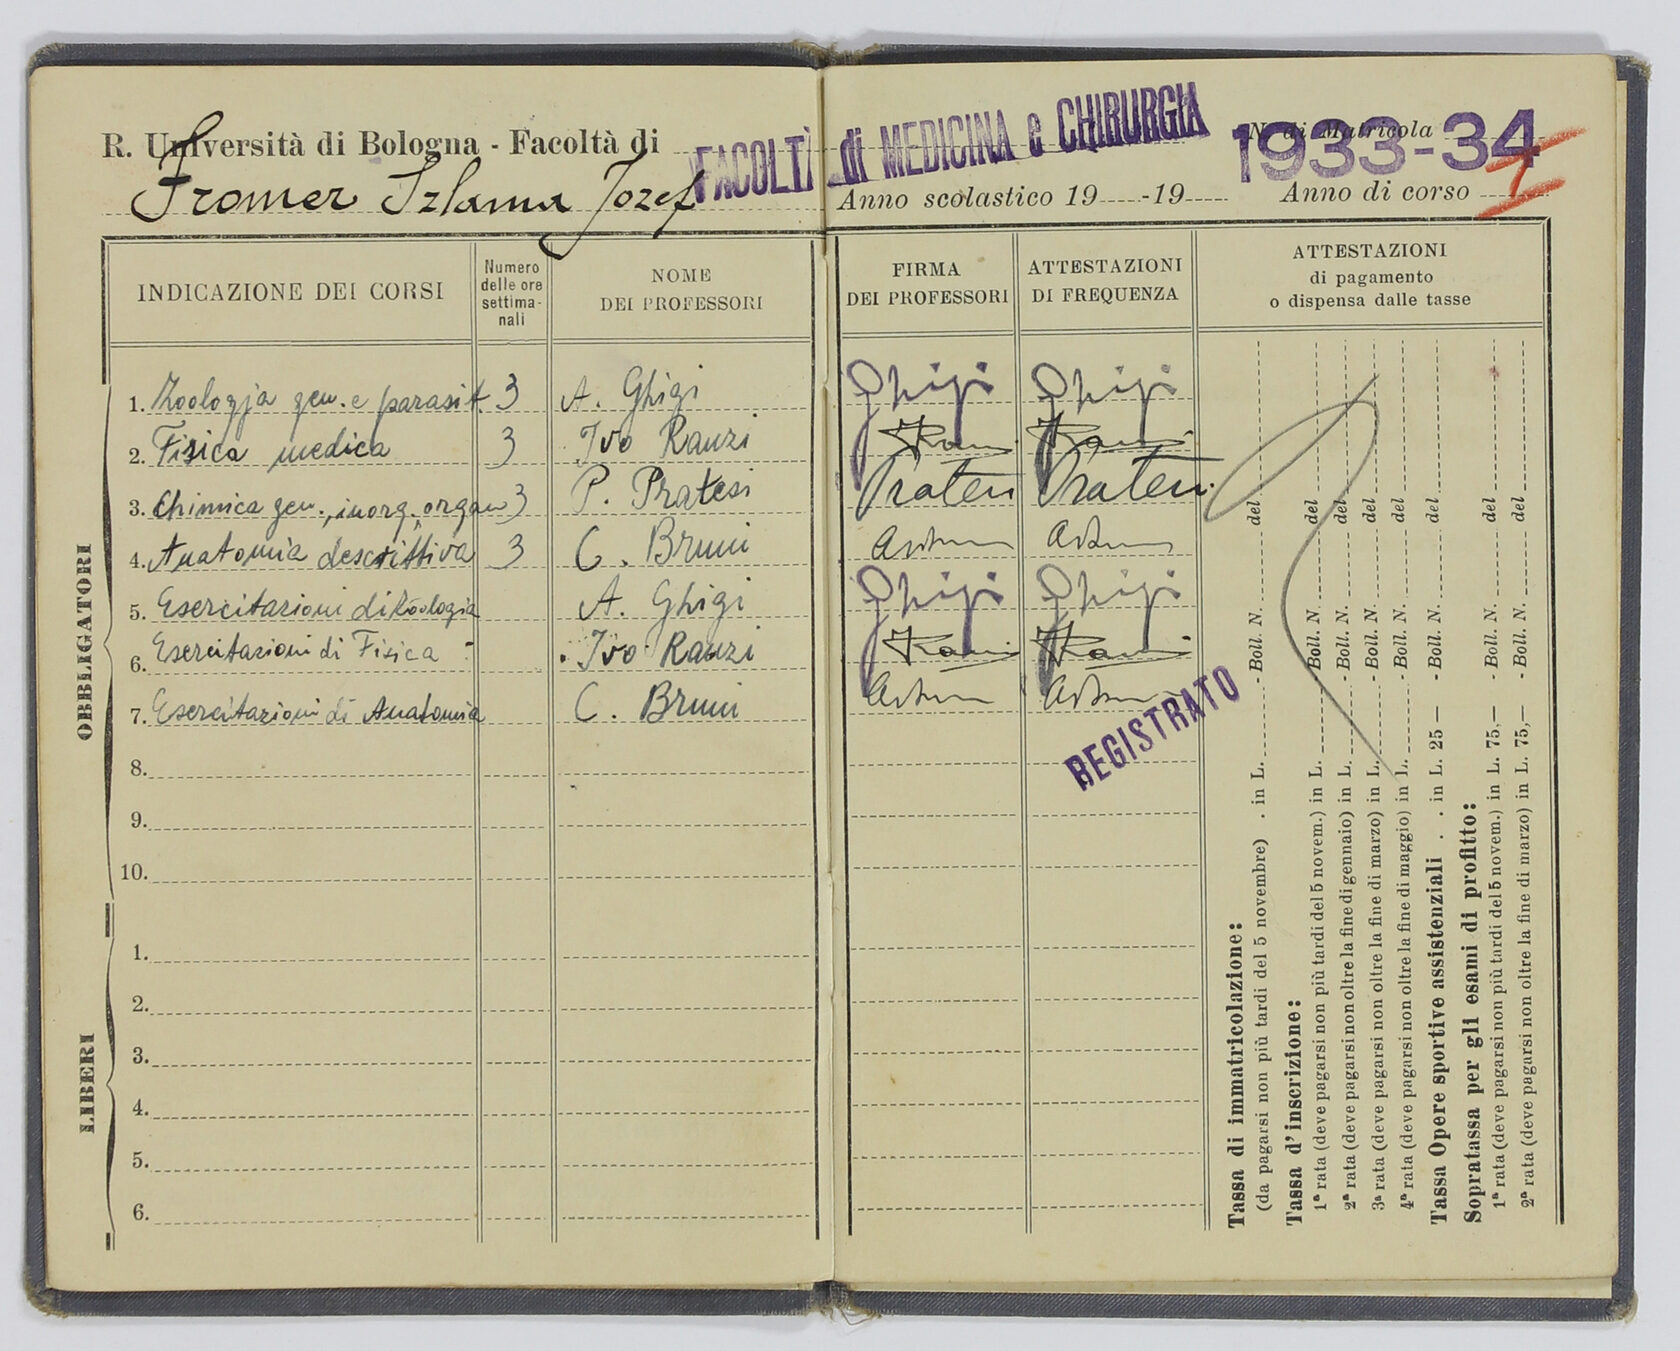 R. Università di Bologna - Facoltà di FACOLTÀ di MEDICINA e CHIRURGIA
N. di Matricola
1933-34
Fromer Szlama Jozef
Anno scolastico 19 -19 Anno di corso I
INDICAZIONE DEI CORSI
Numero
delle ore
settima-
nali
NOME
DEI PROFESSORI
FIRMA
DEI PROFESSORI
ATTESTAZIONI
DI FREQUENZA
ATTESTAZIONI
di pagamento
o dispensa dalle tasse
OBBLIGATORI
1. Zoologja gen. e parasit. 3 A. Ghigi Ghigi Ghigi
2. Fisica medica 3 Ivo Ranzi Ranzi Ranzi
3. Chimica gen., inorg., organ 3 P. Pratesi Pratesi Pratesi
4. Anatomia descrittiva 3 C. Bruni
5. Esercitazioni di Zoologia A. Ghigi Ghigi Ghigi
6. Esercitazioni di Fisica Ivo Ranzi Ranzi Ranzi
7. Esercitazioni di Anatomia C. Bruni
REGISTRATO
8.
9.
10.
LIBERI
1.
2.
3.
4.
5.
6.
Tassa di immatricolazione:
(da pagarsi non più tardi del 5 novembre) . in L. - Boll. N. del
Tassa d'inscrizione:
1ª rata (deve pagarsi non più tardi del 5 novem.) in L. - Boll. N. del
2ª rata (deve pagarsi non oltre la fine di gennaio) in L. - Boll. N. del
3ª rata (deve pagarsi non oltre la fine di marzo) in L. - Boll. N. del
4ª rata (deve pagarsi non oltre la fine di maggio) in L. - Boll. N. del
Tassa Opere sportive assistenziali . . in L. 25 — - Boll. N. del
Sopratassa per gli esami di profitto:
1ª rata (deve pagarsi non più tardi del 5 novem.) in L. 75,— - Boll. N. del
2ª rata (deve pagarsi non oltre la fine di marzo) in L. 75,— - Boll. N. del